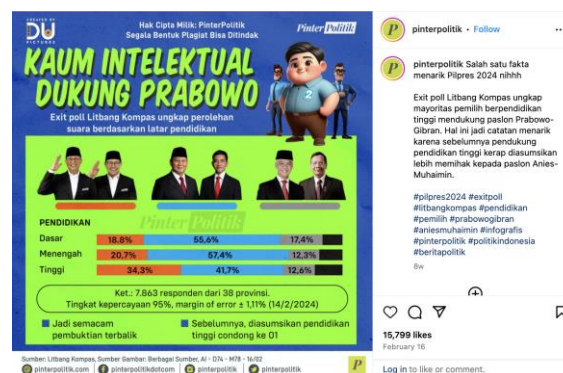 CREATED BY
DU
PICTURES
Hak Cipta Milik: PinterPolitik
Segala Bentuk Plagiat Bisa Ditindak
Pinter Politik
KAUM INTELEKTUAL
DUKUNG PRABOWO
Exit poll Litbang Kompas ungkap perolehan
suara berdasarkan latar pendidikan
2
Pinter Politik
PENDIDIKAN
Dasar 18,8% 55,6% 17,4%
Menengah 20,7% 57,4% 12,3%
Tinggi 34,3% 41,7% 12,6%
Ket.: 7.863 responden dari 38 provinsi.
Tingkat kepercayaan 95%, margin of error ± 1,11% (14/2/2024)
Jadi semacam
pembuktian terbalik
Sebelumnya, diasumsikan pendidikan
tinggi condong ke 01
Sumber: Litbang Kompas, Sumber Gambar: Berbagai Sumber, AI - D74 - M78 - 16/02
pinterpolitik.com pinterpolitikdotcom pinterpolitik pinterpolitik
P
pinterpolitik • Follow
pinterpolitik Salah satu fakta
menarik Pilpres 2024 nihhh
Exit poll Litbang Kompas ungkap
mayoritas pemilih berpendidikan
tinggi mendukung paslon Prabowo-
Gibran. Hal ini jadi catatan menarik
karena sebelumnya pendukung
pendidikan tinggi kerap diasumsikan
lebih memihak kepada paslon Anies-
Muhaimin.
#pilpres2024 #exitpoll
#litbangkompas #pendidikan
#pemilih #prabowogibran
#aniesmuhaimin #infografis
#pinterpolitik #politikindonesia
#beritapolitik
8w
15,799 likes
February 16
Log in to like or comment.